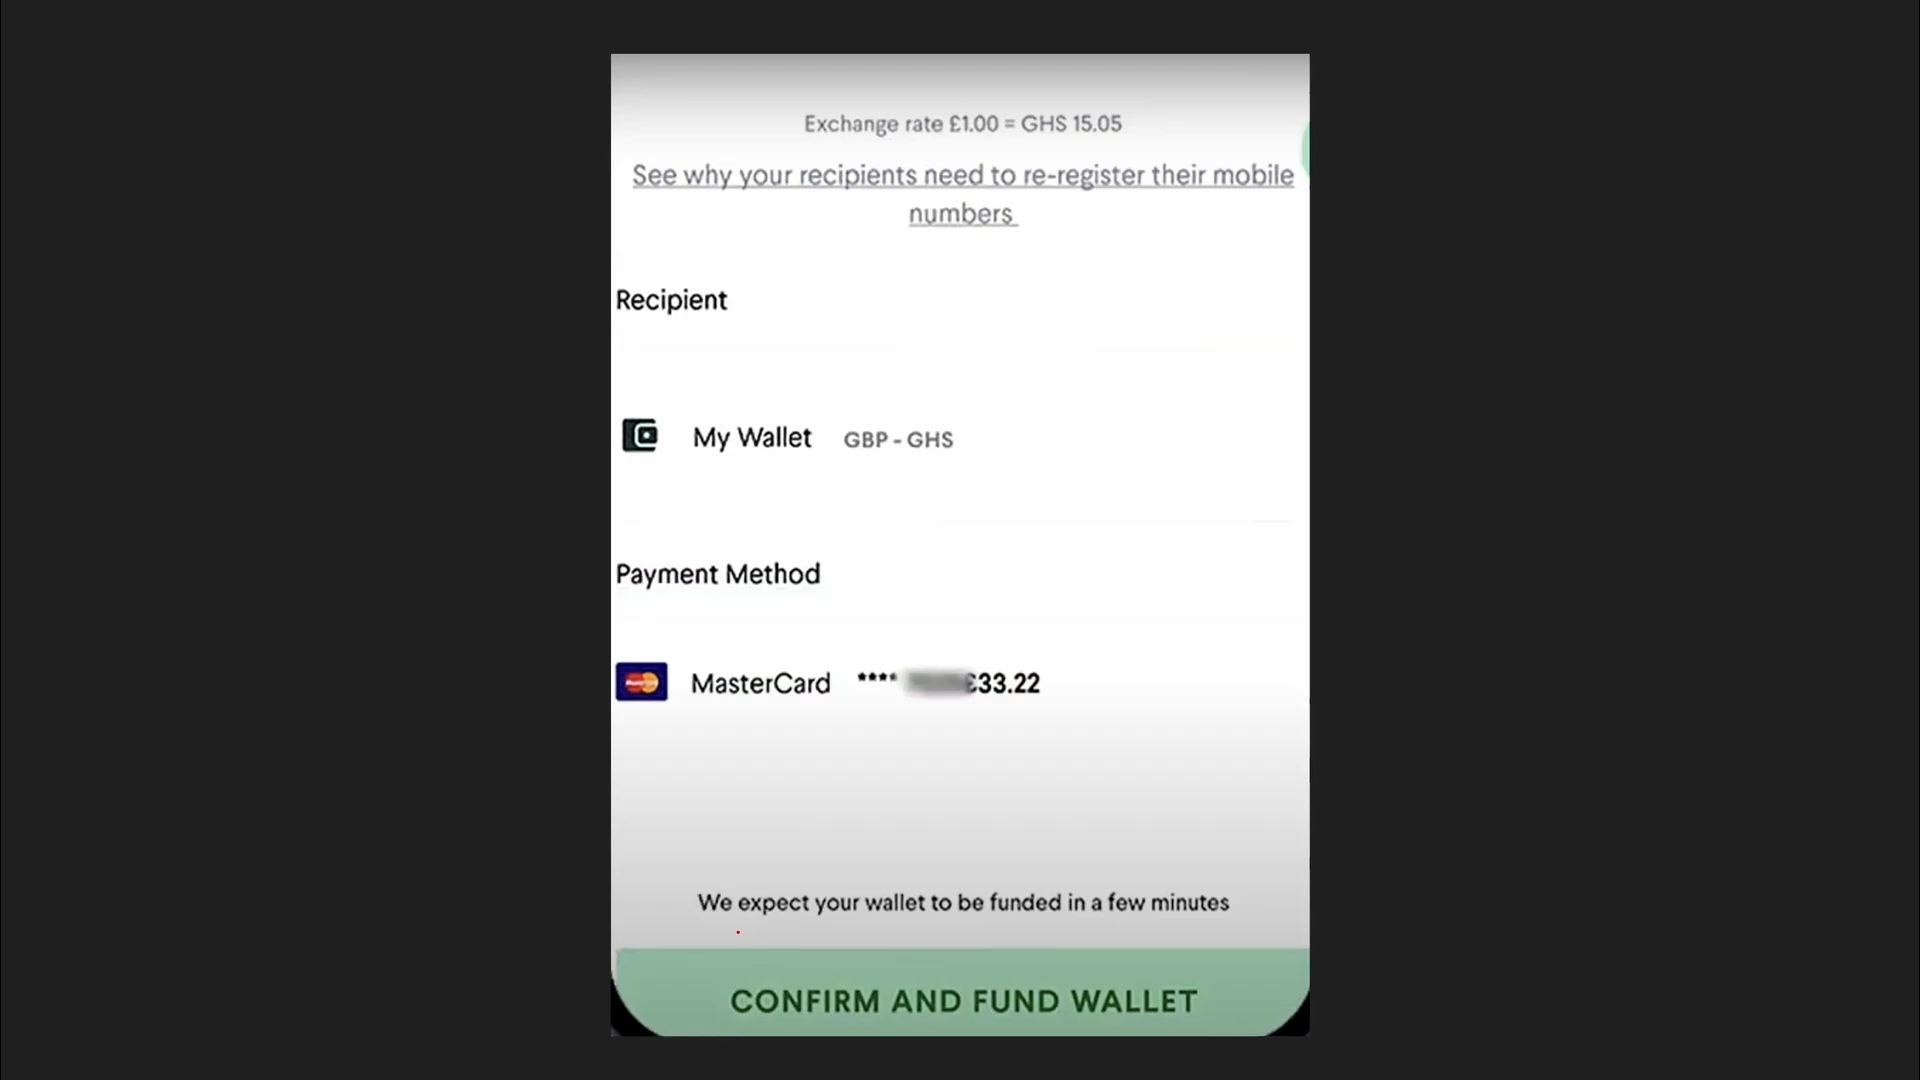 Exchange rate £1.00 = GHS 15.05
See why your recipients need to re-register their mobile
numbers
Recipient
My Wallet GBP - GHS
Payment Method
MasterCard **** £33.22
We expect your wallet to be funded in a few minutes
CONFIRM AND FUND WALLET